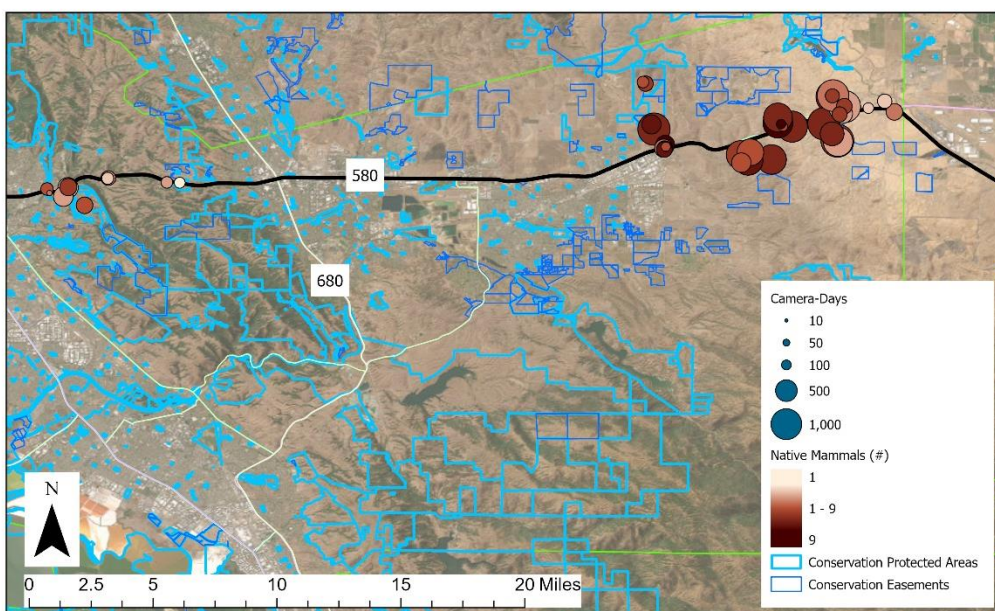 580
680
Camera-Days
10
50
100
500
1,000
Native Mammals (#)
1
1 - 9
9
Conservation Protected Areas
Conservation Easements
N
0 2.5 5 10 15 20 Miles